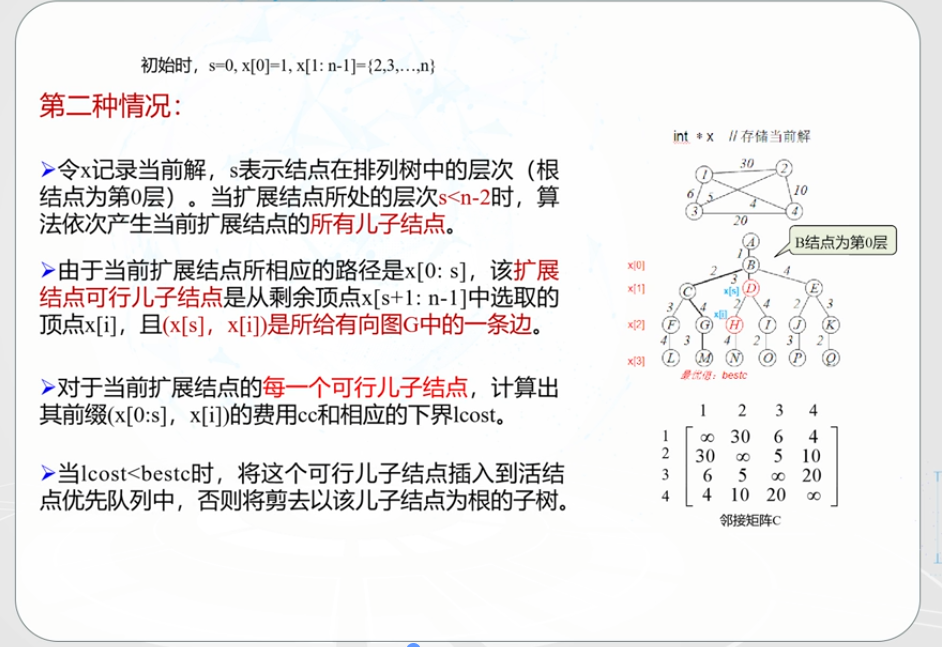 初始时，s=0, x[0]=1, x[1: n-1]={2,3,…,n}
第二种情况：
➤令x记录当前解，s表示结点在排列树中的层次（根
结点为第0层）。当扩展结点所处的层次s<n-2时，算
法依次产生当前扩展结点的所有儿子结点。
➤由于当前扩展结点所相应的路径是x[0: s]，该扩展
结点可行儿子结点是从剩余顶点x[s+1: n-1]中选取的
顶点x[i]，且(x[s]，x[i])是所给有向图G中的一条边。
➤对于当前扩展结点的每一个可行儿子结点，计算出
其前缀(x[0:s]，x[i])的费用cc和相应的下界lcost。
➤当lcost<bestc时，将这个可行儿子结点插入到活结
点优先队列中，否则将剪去以该儿子结点为根的子树。
int * x //存储当前解
1 30 2
6 5 4 10
3 20 4
A
1
B结点为第0层
x[0] B
2 3 4
x[1] C x[s] D E
3 4 x[i] 2 4 2 3
x[2] F G H I J K
4 3 4 2 3 2
x[3] L M N O P Q
最优值：bestc
1 2 3 4
1 ∞ 30 6 4
2 30 ∞ 5 10
3 6 5 ∞ 20
4 4 10 20 ∞
邻接矩阵C